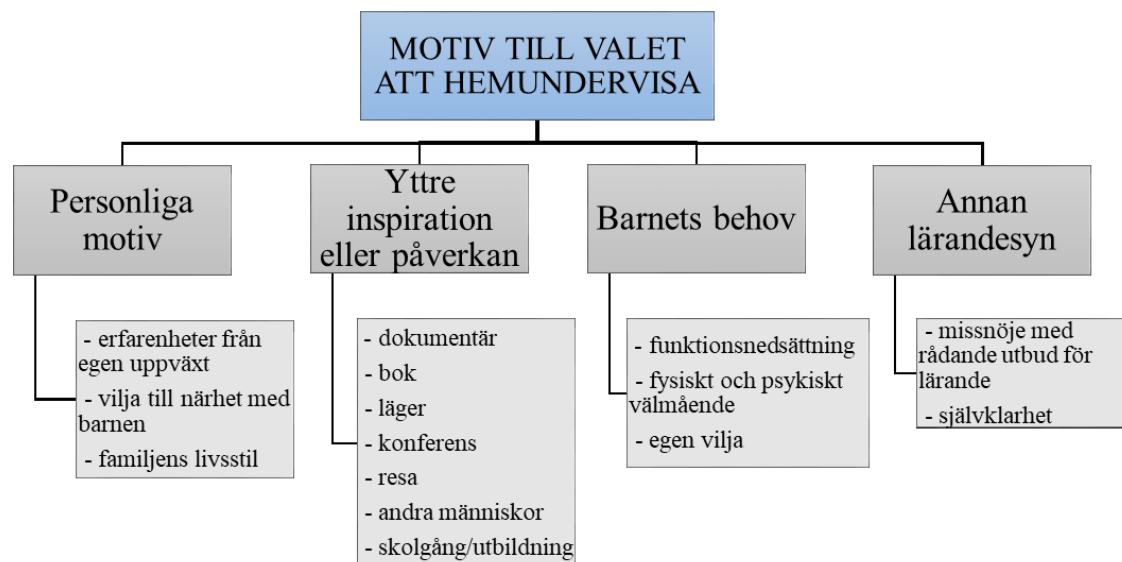 MOTIV TILL VALET
ATT HEMUNDERVISA
Personliga
motiv
- erfarenheter från
egen uppväxt
- vilja till närhet med
barnen
- familjens livsstil
Yttre
inspiration
eller påverkan
- dokumentär
- bok
- läger
- konferens
- resa
- andra människor
- skolgång/utbildning
Barnets behov
- funktionsnedsättning
- fysiskt och psykiskt
välmående
- egen vilja
Annan
lärandesyn
- missnöje med
rådande utbud för
lärande
- självklarhet